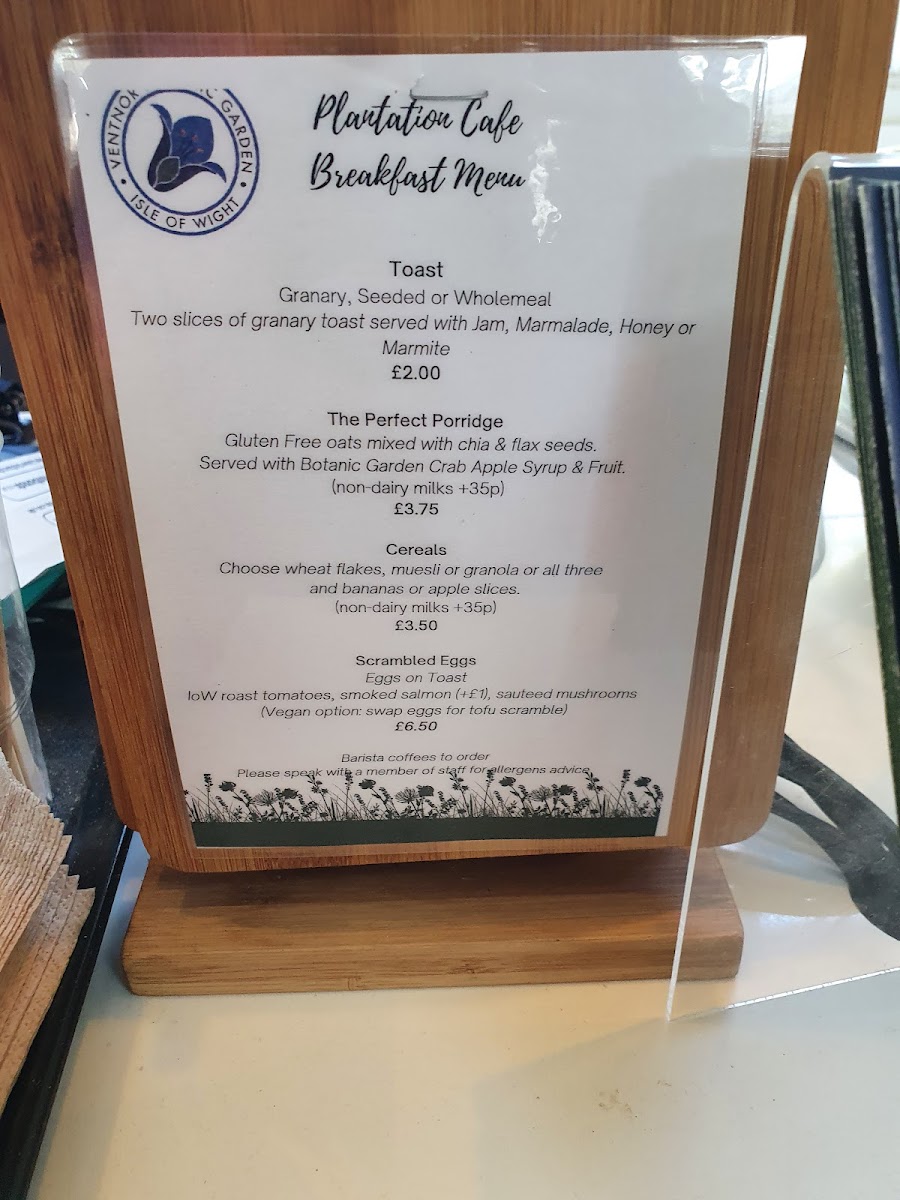 VENTNOR
C GARDEN
ISLE OF WIGHT
Plantation Cafe
Breakfast Menu
Toast
Granary, Seeded or Wholemeal
Two slices of granary toast served with Jam, Marmalade, Honey or
Marmite
£2.00
The Perfect Porridge
Gluten Free oats mixed with chia & flax seeds.
Served with Botanic Garden Crab Apple Syrup & Fruit.
(non-dairy milks +35p)
£3.75
Cereals
Choose wheat flakes, muesli or granola or all three
and bananas or apple slices.
(non-dairy milks +35p)
£3.50
Scrambled Eggs
Eggs on Toast
IoW roast tomatoes, smoked salmon (+£1), sauteed mushrooms
(Vegan option: swap eggs for tofu scramble)
£6.50
Barista coffees to order
Please speak with a member of staff for allergens advice